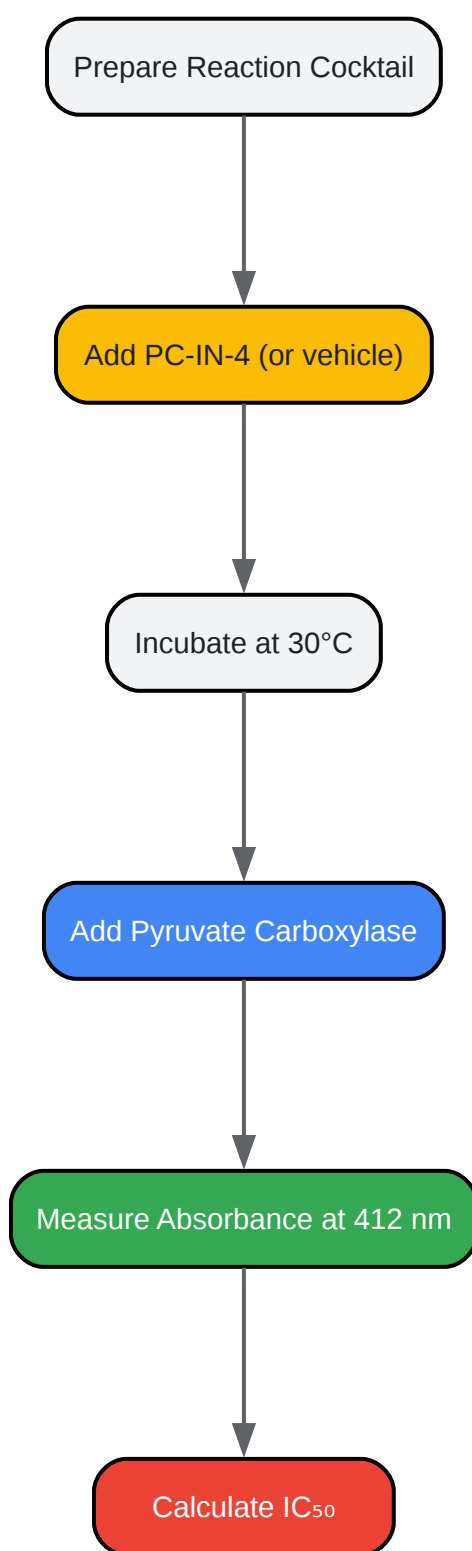 Prepare Reaction Cocktail
Add PC-IN-4 (or vehicle)
Incubate at 30°C
Add Pyruvate Carboxylase
Measure Absorbance at 412 nm
Calculate IC₅₀